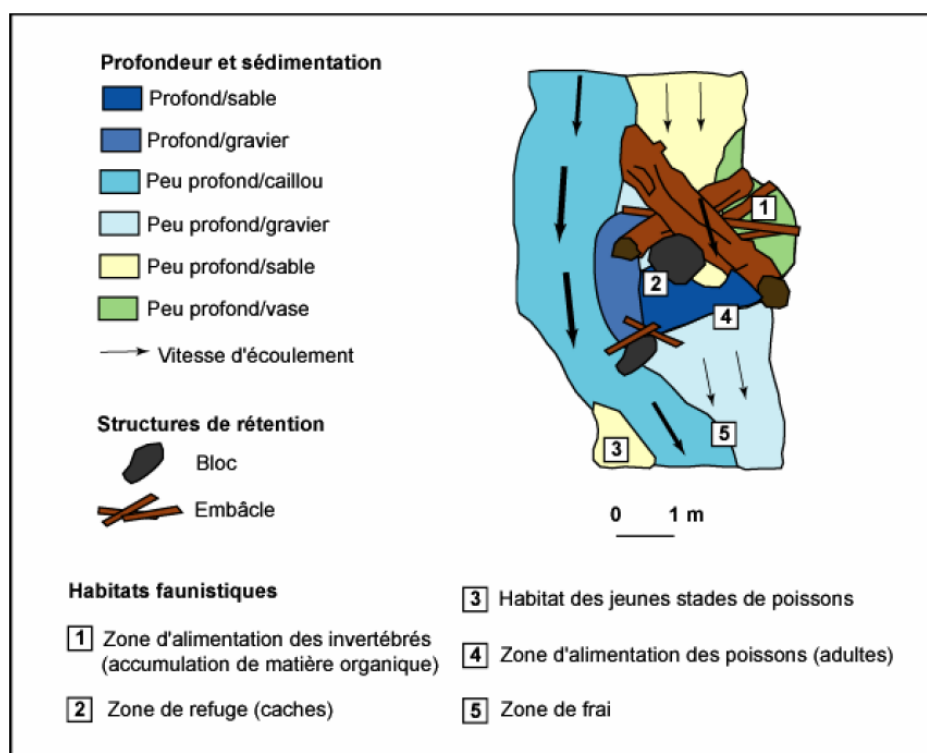 Profondeur et sédimentation
Profond/sable
Profond/gravier
Peu profond/caillou
Peu profond/gravier
Peu profond/sable
Peu profond/vase
Vitesse d'écoulement
Structures de rétention
Bloc
Embâcle
1
2
4
3
5
0 1 m
Habitats faunistiques
1 Zone d'alimentation des invertébrés
(accumulation de matière organique)
2 Zone de refuge (caches)
3 Habitat des jeunes stades de poissons
4 Zone d'alimentation des poissons (adultes)
5 Zone de frai